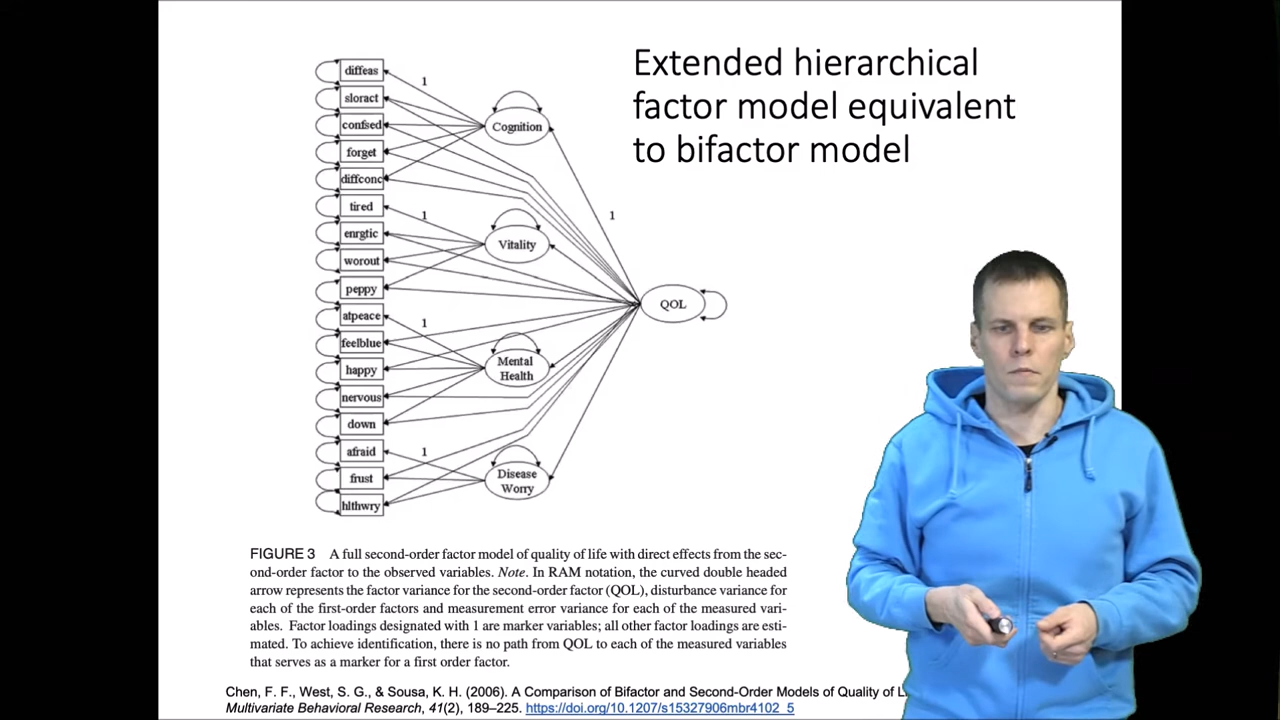 Extended hierarchical
factor model equivalent
to bifactor model
diffeas
sloract
confsed
forget
diffconc
tired
enrgtic
worout
peppy
atpeace
feelblue
happy
nervous
down
afraid
frust
hlthwry
1
Cognition
1
Vitality
1
Mental
Health
1
Disease
Worry
1
QOL
FIGURE 3 A full second-order factor model of quality of life with direct effects from the sec-
ond-order factor to the observed variables. Note. In RAM notation, the curved double headed
arrow represents the factor variance for the second-order factor (QOL), disturbance variance for
each of the first-order factors and measurement error variance for each of the measured vari-
ables. Factor loadings designated with 1 are marker variables; all other factor loadings are esti-
mated. To achieve identification, there is no path from QOL to each of the measured variables
that serves as a marker for a first order factor.
Chen, F. F., West, S. G., & Sousa, K. H. (2006). A Comparison of Bifactor and Second-Order Models of Quality of
Multivariate Behavioral Research, 41(2), 189–225. https://doi.org/10.1207/s15327906mbr4102_5